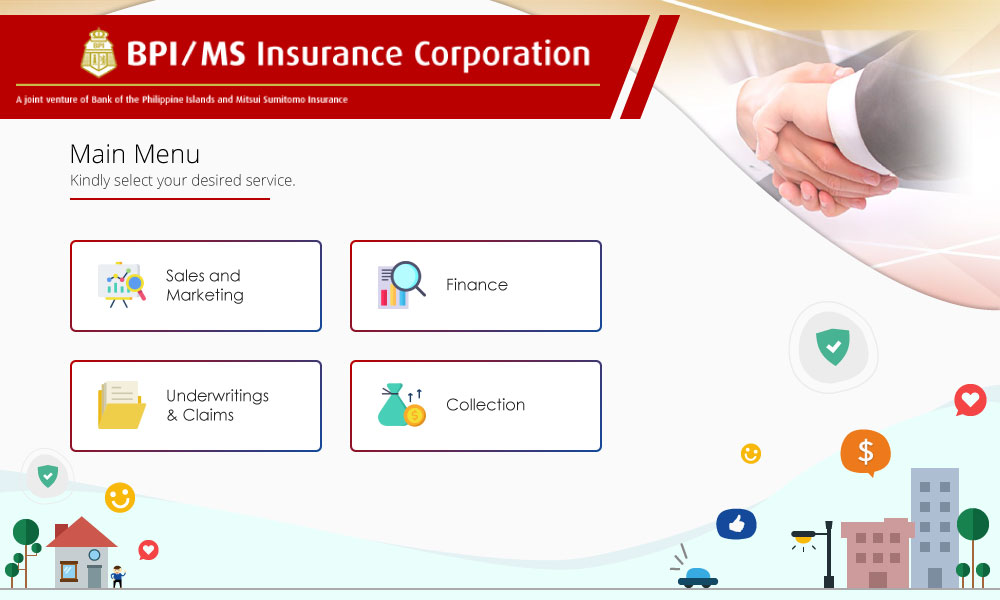 BPI
BPI/MS Insurance Corporation
A joint venture of Bank of the Philippine Islands and Mitsui Sumitomo Insurance
Main Menu
Kindly select your desired service.
Sales and
Marketing
Finance
Underwritings
& Claims
Collection
$
$